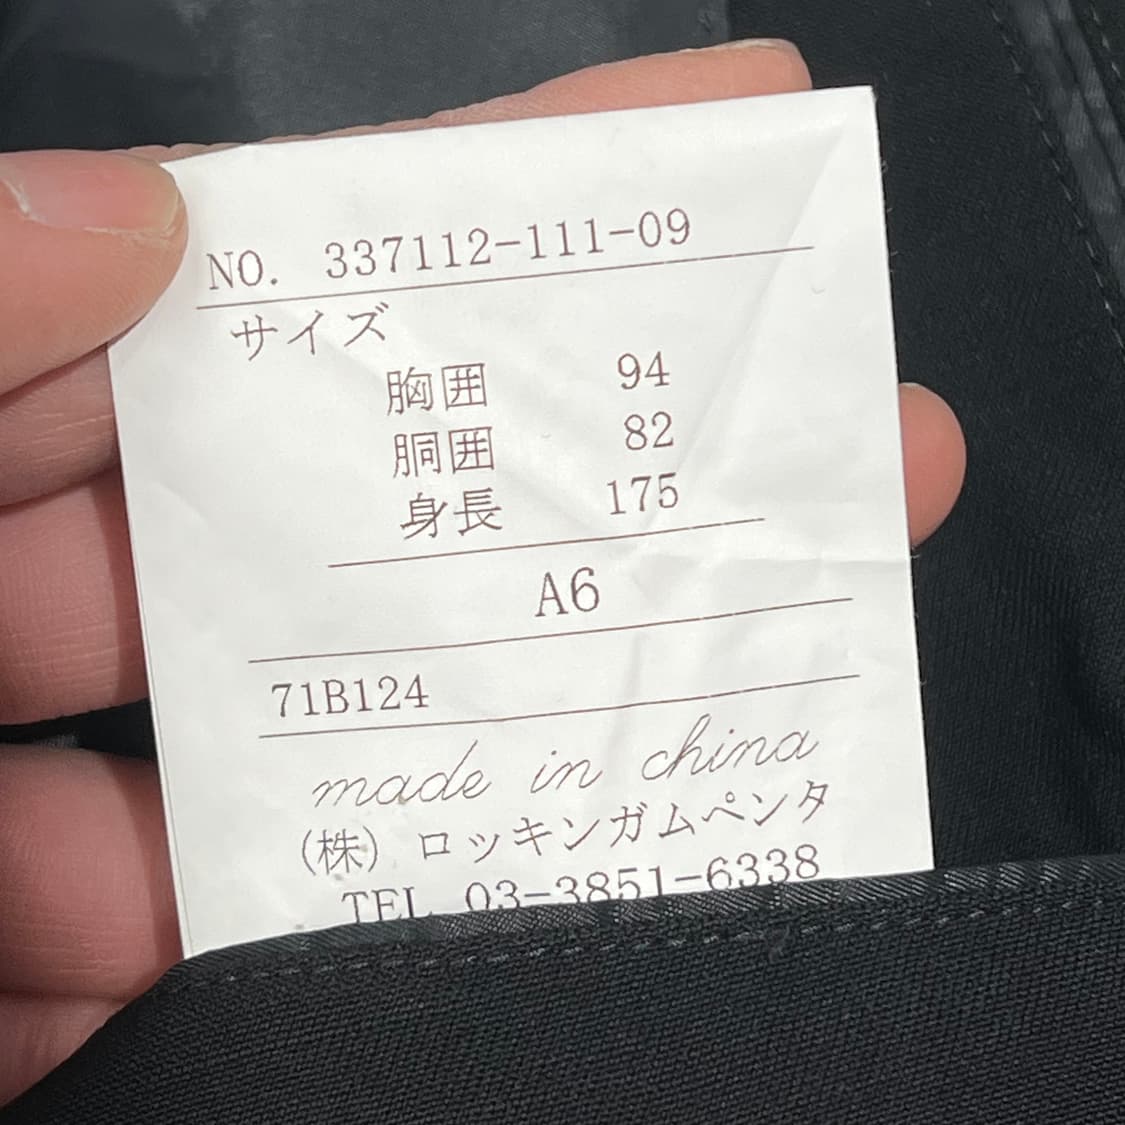 NO. 337112-111-09
サイズ
胸囲 94
胴囲 82
身長 175
A6
71B124
made in china
(株) ロッキンガムペンタ
TEL 03-3851-6338